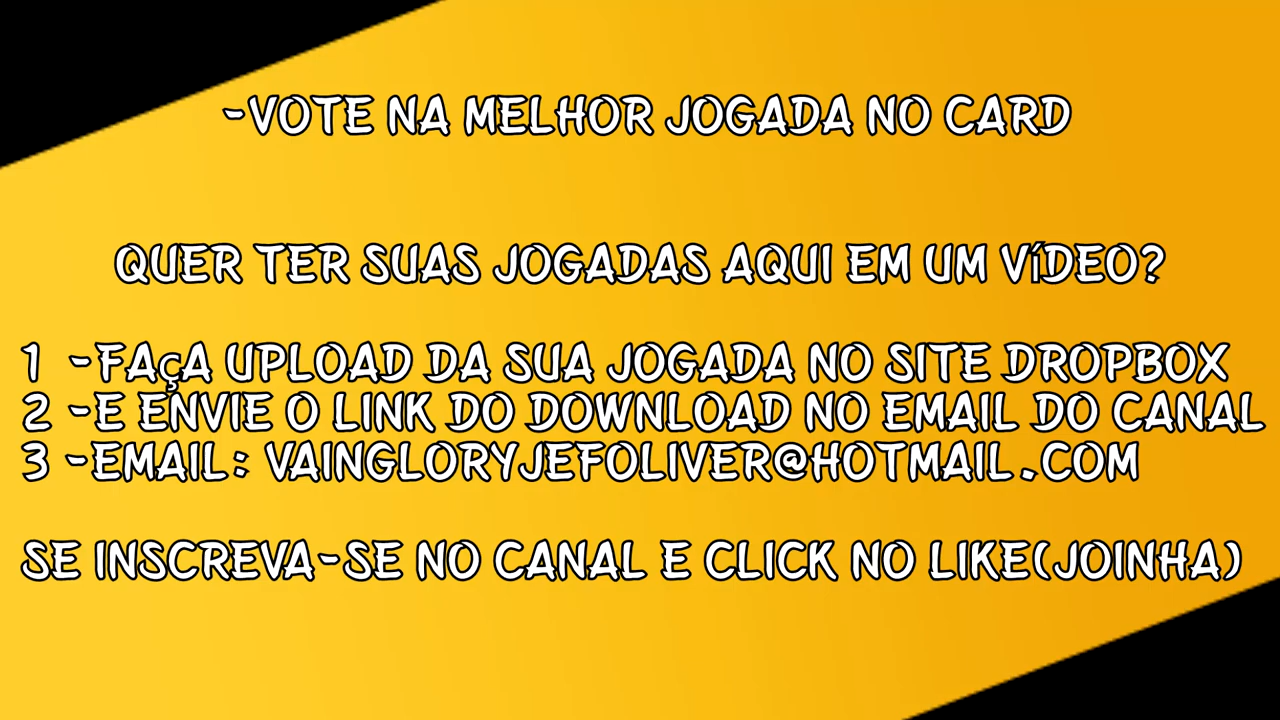 -VOTE NA MELHOR JOGADA NO CARD
QUER TER SUAS JOGADAS AQUI EM UM VíDEO?
1 -FAçA UPLOAD DA SUA JOGADA NO SITE DROPBOX
2 -E ENVIE O LINK DO DOWNLOAD NO EMAIL DO CANAL
3 -EMAIL: VAINGLORYJEFOLIVER@HOTMAIL.COM
SE INSCREVA-SE NO CANAL E CLICK NO LIKE(JOINHA)